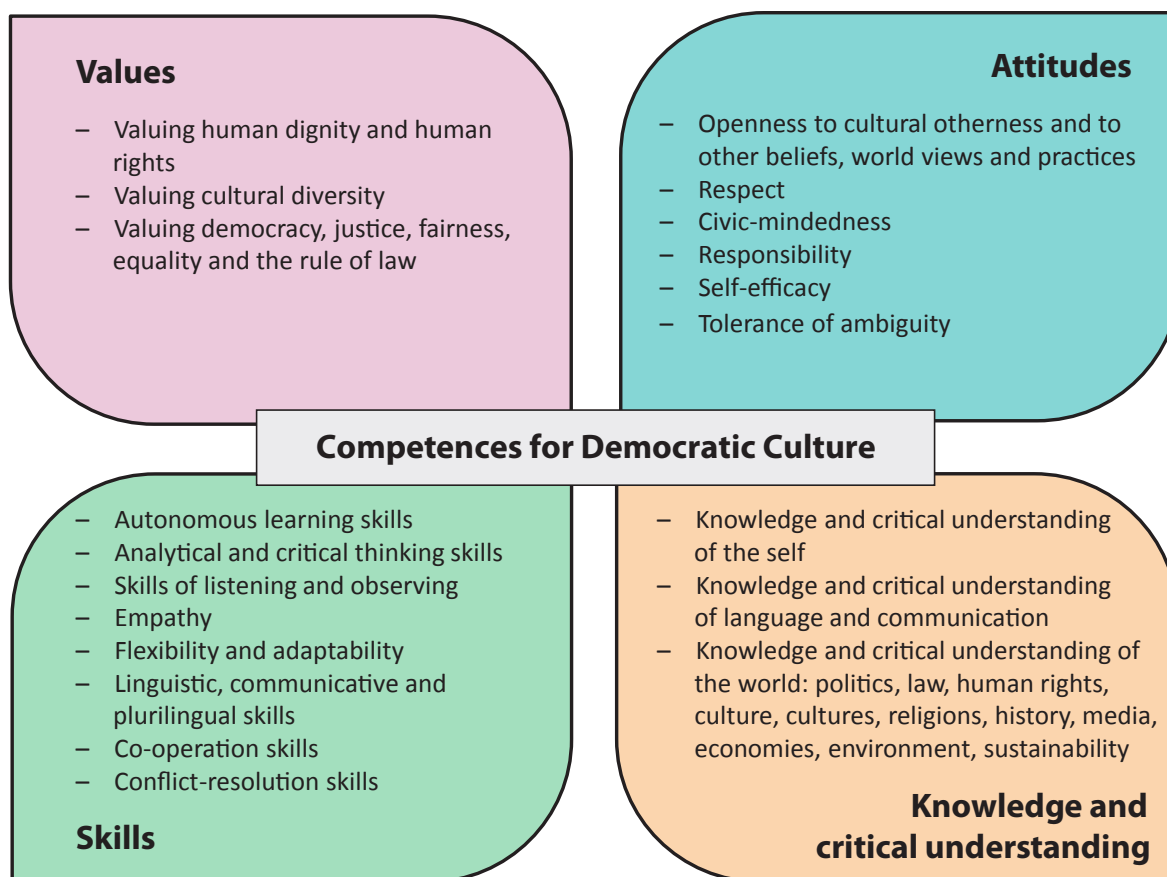 Values
– Valuing human dignity and human
rights
– Valuing cultural diversity
– Valuing democracy, justice, fairness,
equality and the rule of law
Attitudes
– Openness to cultural otherness and to
other beliefs, world views and practices
– Respect
– Civic-mindedness
– Responsibility
– Self-efficacy
– Tolerance of ambiguity
Competences for Democratic Culture
– Autonomous learning skills
– Analytical and critical thinking skills
– Skills of listening and observing
– Empathy
– Flexibility and adaptability
– Linguistic, communicative and
plurilingual skills
– Co-operation skills
– Conflict-resolution skills
Skills
– Knowledge and critical understanding
of the self
– Knowledge and critical understanding
of language and communication
– Knowledge and critical understanding of
the world: politics, law, human rights,
culture, cultures, religions, history, media,
economies, environment, sustainability
Knowledge and
critical understanding